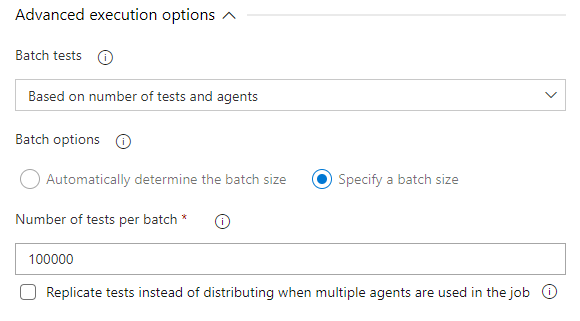 Advanced execution options
Batch tests
Based on number of tests and agents
Batch options
Automatically determine the batch size Specify a batch size
Number of tests per batch *
100000
Replicate tests instead of distributing when multiple agents are used in the job